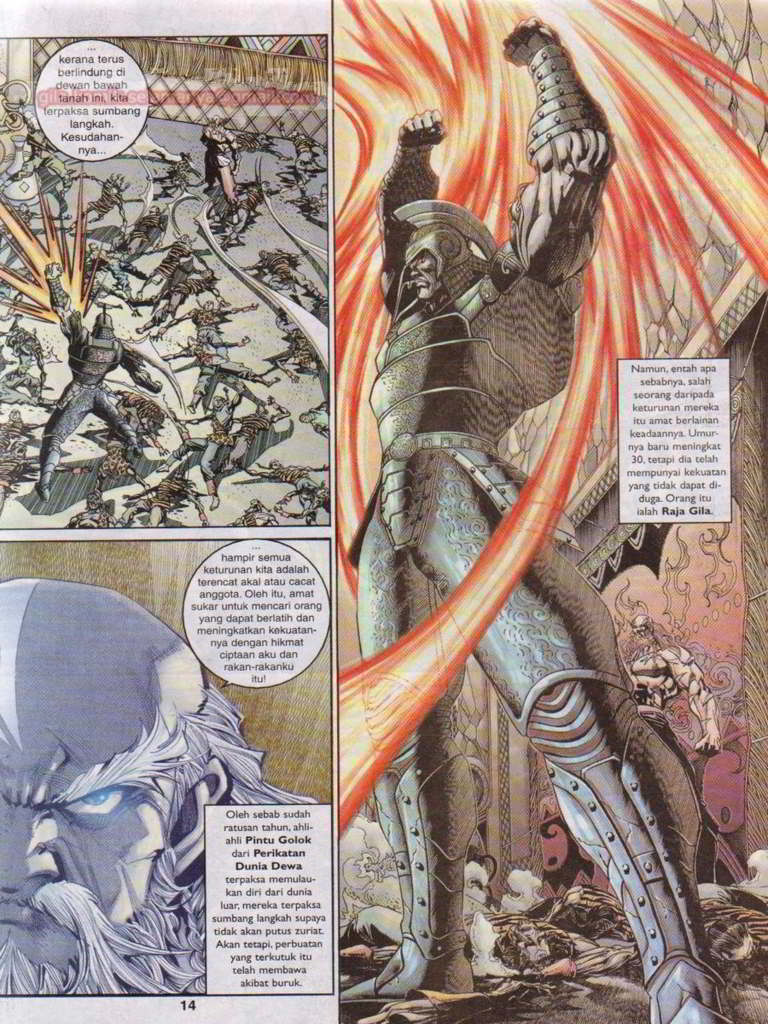 ...
kerana terus
berlindung di
dewan bawah
tanah ini, kita
terpaksa sumbang
langkah.
Kesudahan-
nya...
...
hampir semua
keturunan kita adalah
terencat akal atau cacat
anggota. Oleh itu, amat
sukar untuk mencari orang
yang dapat berlatih dan
meningkatkan kekuatan-
nya dengan hikmat
ciptaan aku dan
rakan-rakanku
itu!
Oleh sebab sudah
ratusan tahun, ahli-
ahli Pintu Golok
dari Perikatan
Dunia Dewa
terpaksa memulau-
kan diri dari dunia
luar, mereka terpaksa
sumbang langkah supaya
tidak akan putus zuriat.
Akan tetapi, perbuatan
yang terkutuk itu
telah membawa
akibat buruk.
Namun, entah apa
sebabnya, salah
seorang daripada
keturunan mereka
itu amat berlainan
keadaannya. Umur-
nya baru meningkat
30, tetapi dia telah
mempunyai kekuatan
yang tidak dapat di-
duga. Orang itu
ialah Raja Gila.
14